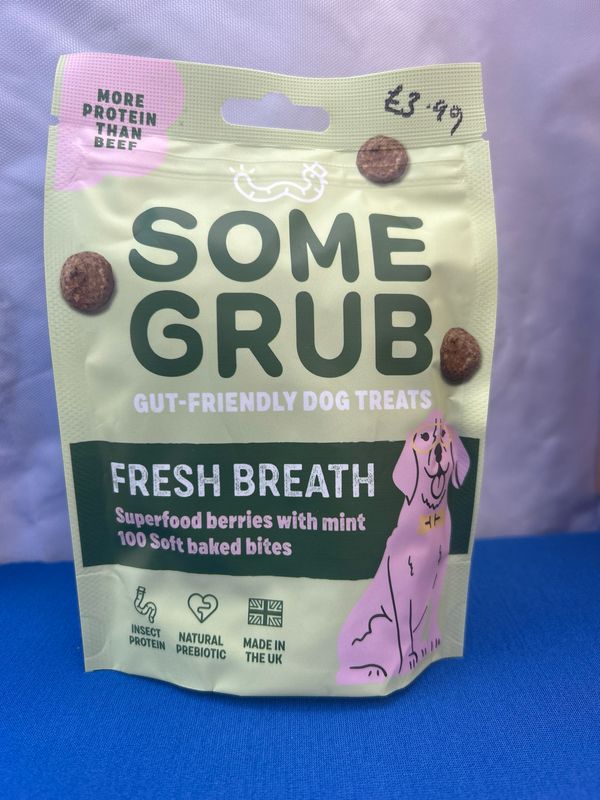 MORE
PROTEIN
THAN
BEEF
£3.99
SOME
GRUB
GUT-FRIENDLY DOG TREATS
FRESH BREATH
Superfood berries with mint
100 Soft baked bites
INSECT
PROTEIN
NATURAL
PREBIOTIC
MADE IN
THE UK